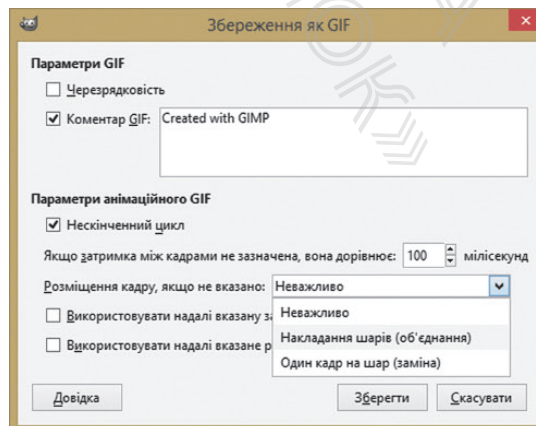 Збереження як GIF
Параметри GIF
Черезрядковість
Коментар GIF: Created with GIMP
Параметри анімаційного GIF
Нескінченний цикл
Якщо затримка між кадрами не зазначена, вона дорівнює: 100 мілісекунд
Розміщення кадру, якщо не вказано: Неважливо
Неважливо
Використовувати надалі вказану
Накладання шарів (об'єднання)
Використовувати надалі вказане
Один кадр на шар (заміна)
Довідка Зберегти Скасувати